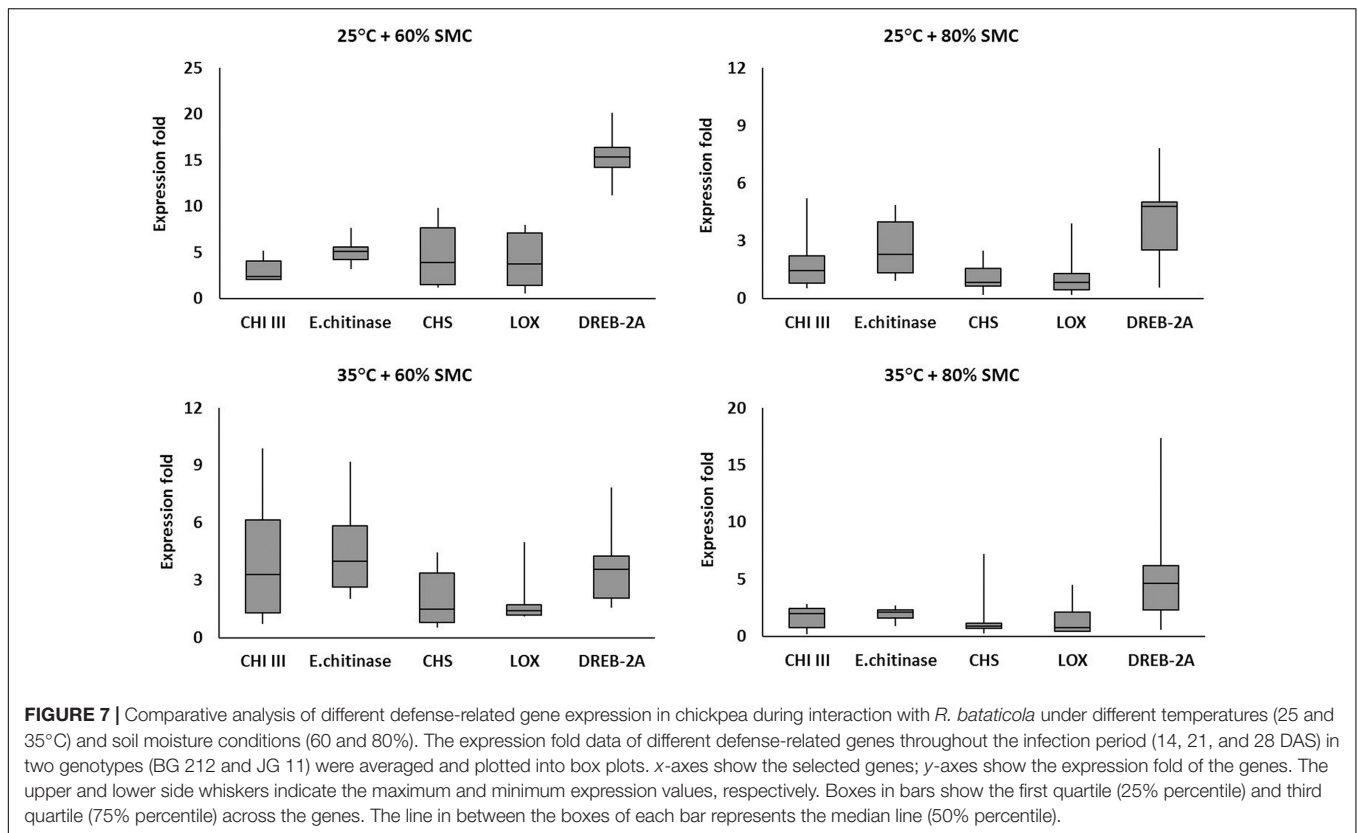 25°C + 60% SMC
25
20
15
10
5
0
Expression fold
CHI III E.chitinase CHS LOX DREB-2A
25°C + 80% SMC
12
9
6
3
0
Expression fold
CHI III E.chitinase CHS LOX DREB-2A
35°C + 60% SMC
12
9
6
3
0
Expression fold
CHI III E.chitinase CHS LOX DREB-2A
35°C + 80% SMC
20
15
10
5
0
Expression fold
CHI III E.chitinase CHS LOX DREB-2A
FIGURE 7 | Comparative analysis of different defense-related gene expression in chickpea during interaction with R. bataticola under different temperatures (25 and
35°C) and soil moisture conditions (60 and 80%). The expression fold data of different defense-related genes throughout the infection period (14, 21, and 28 DAS) in
two genotypes (BG 212 and JG 11) were averaged and plotted into box plots. x-axes show the selected genes; y-axes show the expression fold of the genes. The
upper and lower side whiskers indicate the maximum and minimum expression values, respectively. Boxes in bars show the first quartile (25% percentile) and third
quartile (75% percentile) across the genes. The line in between the boxes of each bar represents the median line (50% percentile).